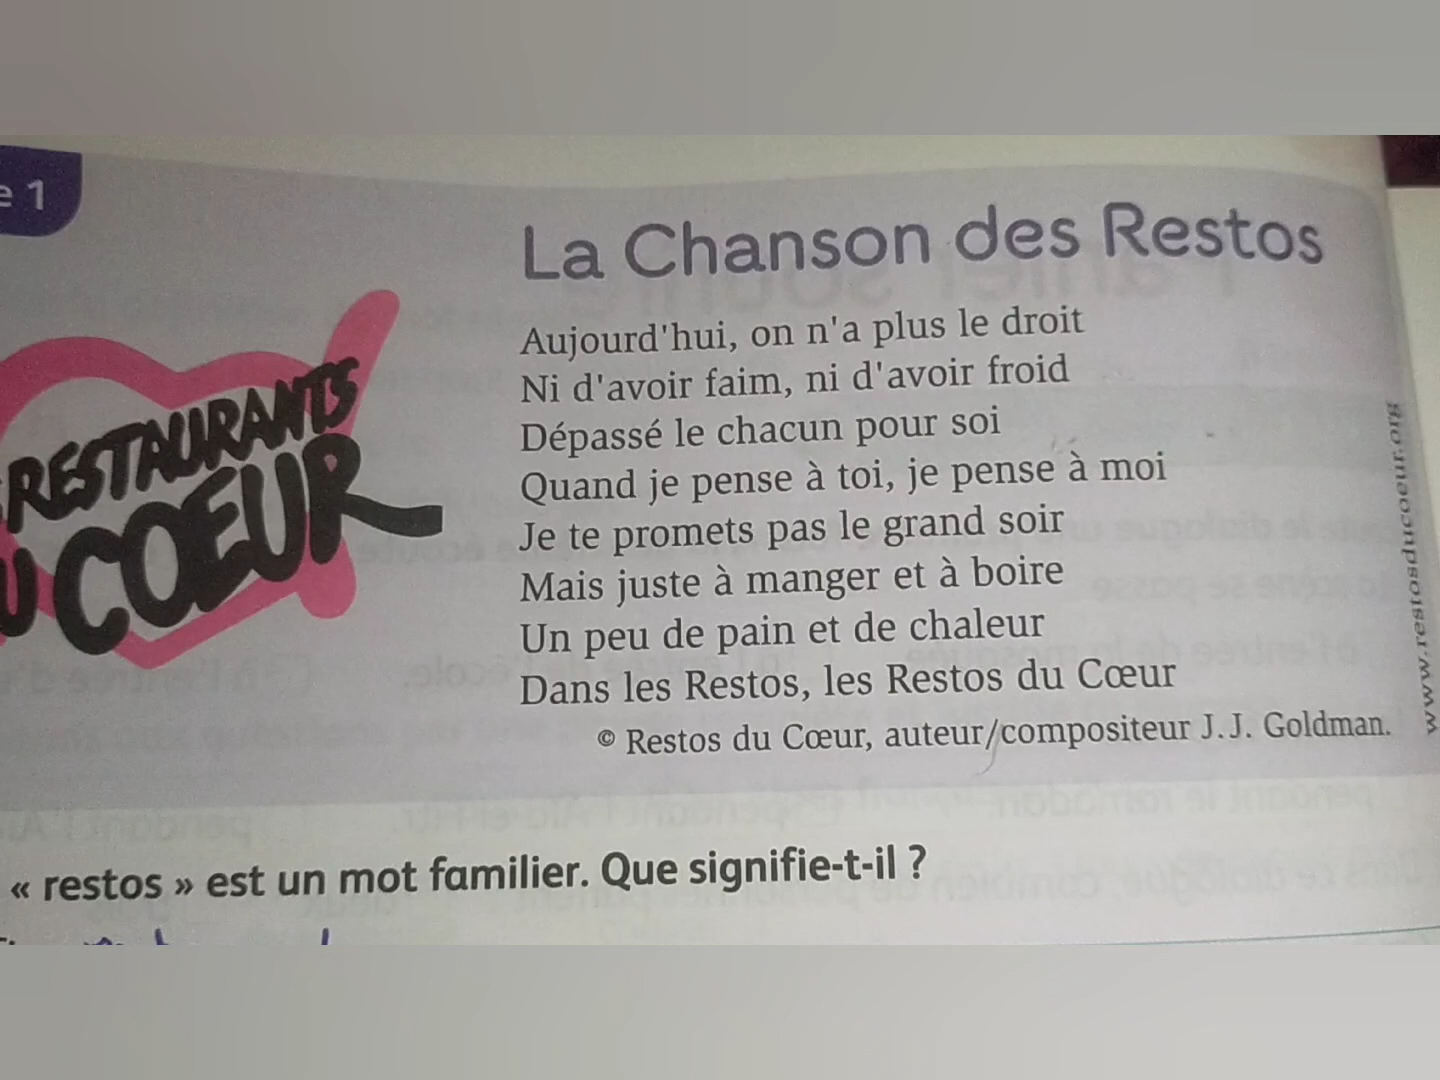 e 1
La Chanson des Restos
RESTAURANTS
U COEUR
Aujourd'hui, on n'a plus le droit
Ni d'avoir faim, ni d'avoir froid
Dépassé le chacun pour soi
Quand je pense à toi, je pense à moi
Je te promets pas le grand soir
Mais juste à manger et à boire
Un peu de pain et de chaleur
Dans les Restos, les Restos du Cœur
© Restos du Cœur, auteur/compositeur J. J. Goldman.
www.restosducoeur.org
« restos » est un mot familier. Que signifie-t-il ?